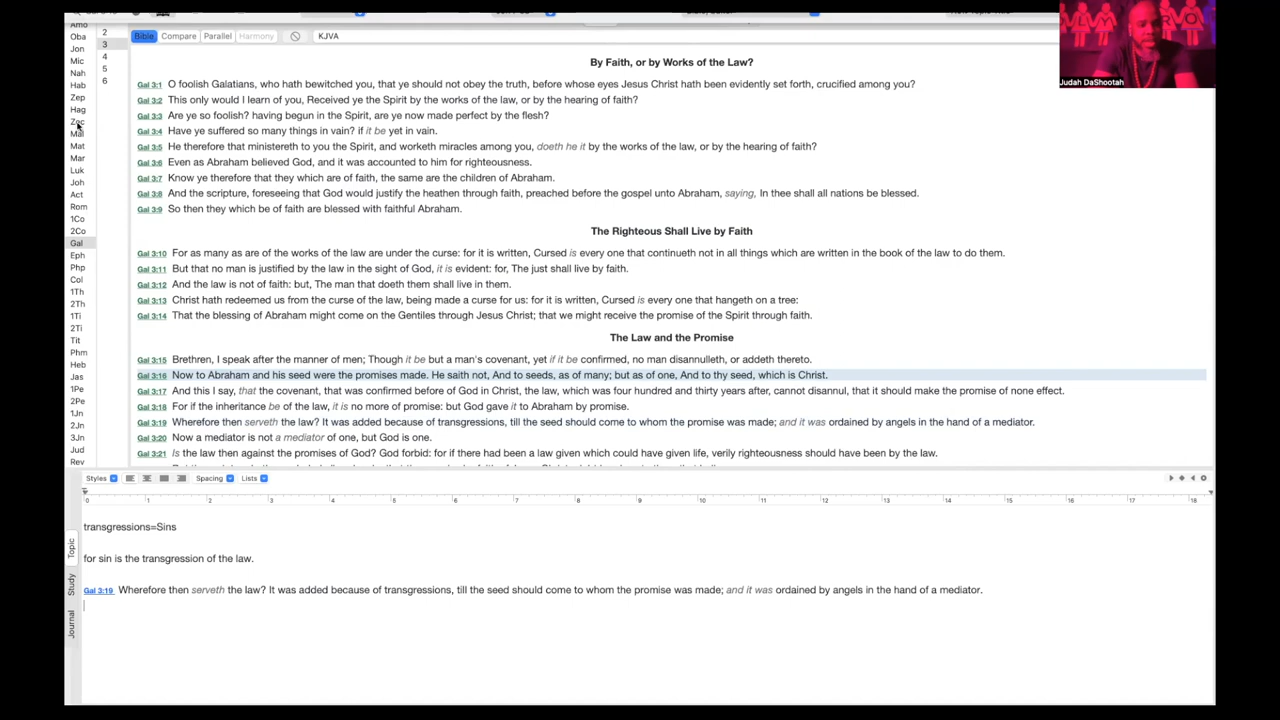 Amo
Oba
Jon
Mic
Nah
Hab
Zep
Hag
Zec
Mal
Mat
Mar
Luk
Joh
Act
Rom
1Co
2Co
Gal
Eph
Php
Col
1Th
2Th
1Ti
2Ti
Tit
Phm
Heb
Jas
1Pe
2Pe
1Jn
2Jn
3Jn
Jud
Rev
2
3
4
5
6
Bible Compare Parallel Harmony KJVA
Judah DaShootah
By Faith, or by Works of the Law?
Gal 3:1 O foolish Galatians, who hath bewitched you, that ye should not obey the truth, before whose eyes Jesus Christ hath been evidently set forth, crucified among you?
Gal 3:2 This only would I learn of you, Received ye the Spirit by the works of the law, or by the hearing of faith?
Gal 3:3 Are ye so foolish? having begun in the Spirit, are ye now made perfect by the flesh?
Gal 3:4 Have ye suffered so many things in vain? if it be yet in vain.
Gal 3:5 He therefore that ministereth to you the Spirit, and worketh miracles among you, doeth he it by the works of the law, or by the hearing of faith?
Gal 3:6 Even as Abraham believed God, and it was accounted to him for righteousness.
Gal 3:7 Know ye therefore that they which are of faith, the same are the children of Abraham.
Gal 3:8 And the scripture, foreseeing that God would justify the heathen through faith, preached before the gospel unto Abraham, saying, In thee shall all nations be blessed.
Gal 3:9 So then they which be of faith are blessed with faithful Abraham.
The Righteous Shall Live by Faith
Gal 3:10 For as many as are of the works of the law are under the curse: for it is written, Cursed is every one that continueth not in all things which are written in the book of the law to do them.
Gal 3:11 But that no man is justified by the law in the sight of God, it is evident: for, The just shall live by faith.
Gal 3:12 And the law is not of faith: but, The man that doeth them shall live in them.
Gal 3:13 Christ hath redeemed us from the curse of the law, being made a curse for us: for it is written, Cursed is every one that hangeth on a tree:
Gal 3:14 That the blessing of Abraham might come on the Gentiles through Jesus Christ; that we might receive the promise of the Spirit through faith.
The Law and the Promise
Gal 3:15 Brethren, I speak after the manner of men; Though it be but a man's covenant, yet if it be confirmed, no man disannulleth, or addeth thereto.
Gal 3:16 Now to Abraham and his seed were the promises made. He saith not, And to seeds, as of many; but as of one, And to thy seed, which is Christ.
Gal 3:17 And this I say, that the covenant, that was confirmed before of God in Christ, the law, which was four hundred and thirty years after, cannot disannul, that it should make the promise of none effect.
Gal 3:18 For if the inheritance be of the law, it is no more of promise: but God gave it to Abraham by promise.
Gal 3:19 Wherefore then serveth the law? It was added because of transgressions, till the seed should come to whom the promise was made; and it was ordained by angels in the hand of a mediator.
Gal 3:20 Now a mediator is not a mediator of one, but God is one.
Gal 3:21 Is the law then against the promises of God? God forbid: for if there had been a law given which could have given life, verily righteousness should have been by the law.
Styles Spacing Lists
0 1 2 3 4 5 6 7 8 9 10 11 12 13 14 15 16 17 18
Topic
Study
Journal
transgressions=Sins
for sin is the transgression of the law.
Gal 3:19 Wherefore then serveth the law? It was added because of transgressions, till the seed should come to whom the promise was made; and it was ordained by angels in the hand of a mediator.